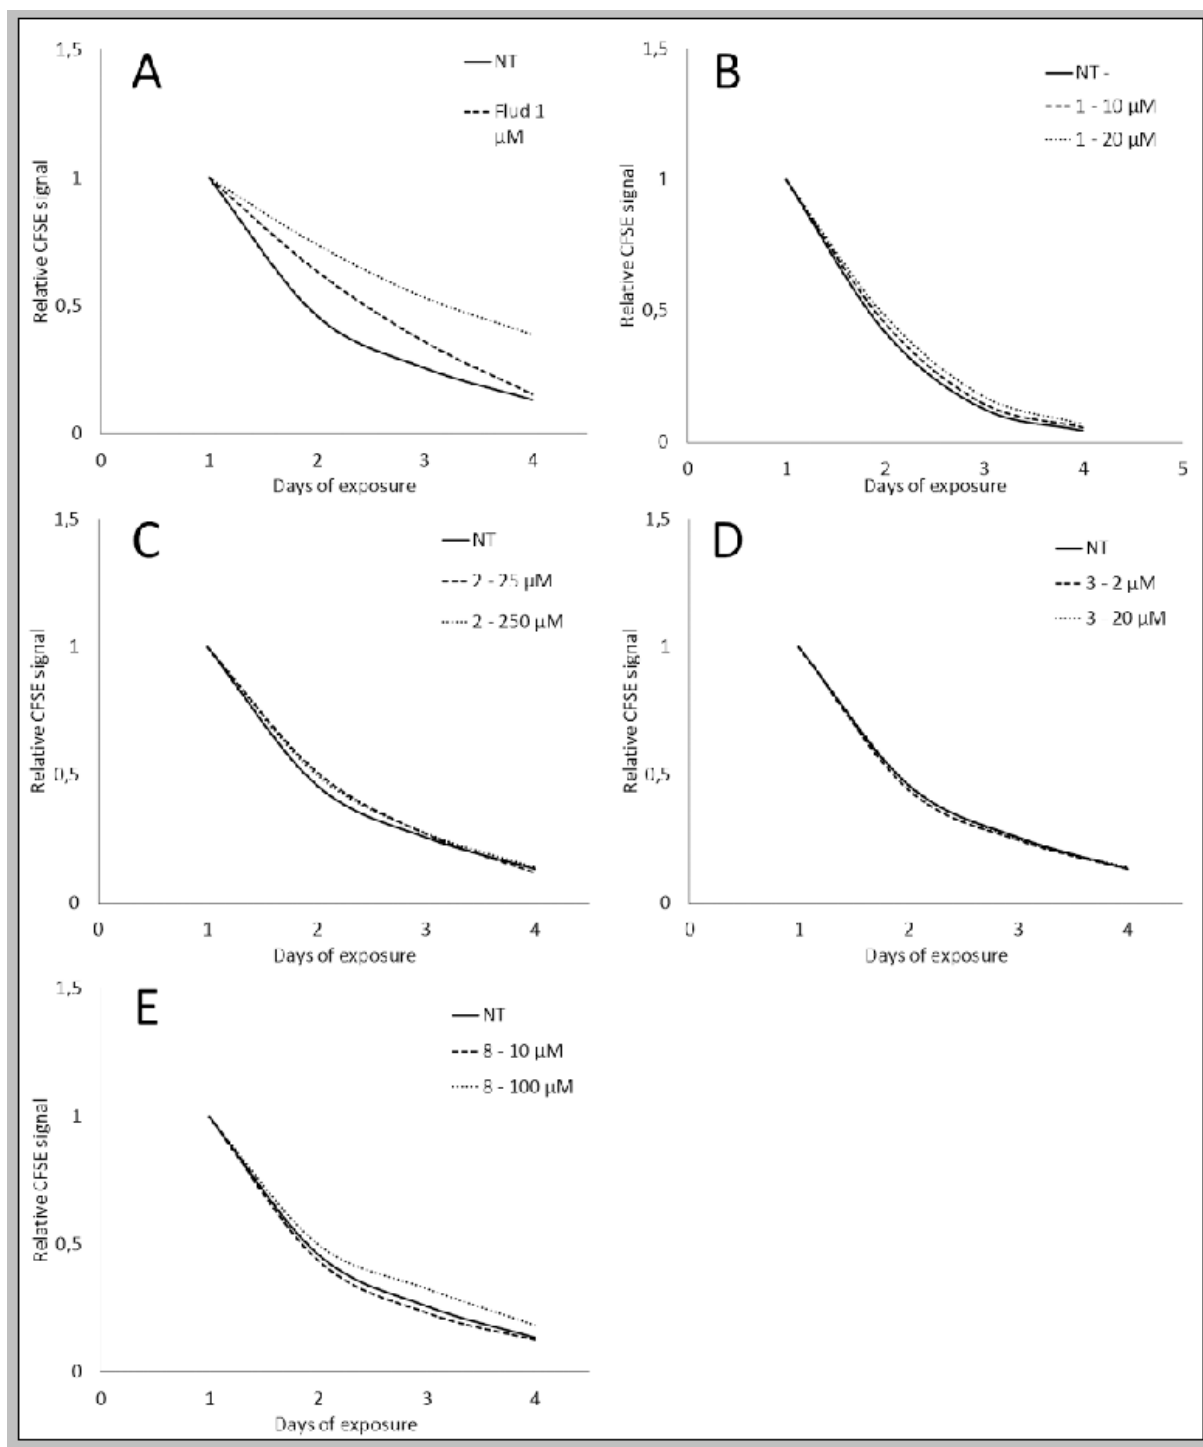 A
1,5
1
0,5
0
Relative CFSE signal
NT
Flud 1
µM
0 1 2 3 4
Days of exposure
B
1,5
1
0,5
0
Relative CFSE signal
NT -
1 - 10 µM
1 - 20 µM
0 1 2 3 4 5
Days of exposure
C
1,5
1
0,5
0
Relative CFSE signal
NT
2 - 25 µM
2 - 250 µM
0 1 2 3 4
Days of exposure
D
1,5
1
0,5
0
Relative CFSE signal
NT
3 - 2 µM
3 - 20 µM
0 1 2 3 4
Days of exposure
E
1,5
1
0,5
0
Relative CFSE signal
NT
8 - 10 µM
8 - 100 µM
0 1 2 3 4
Days of exposure